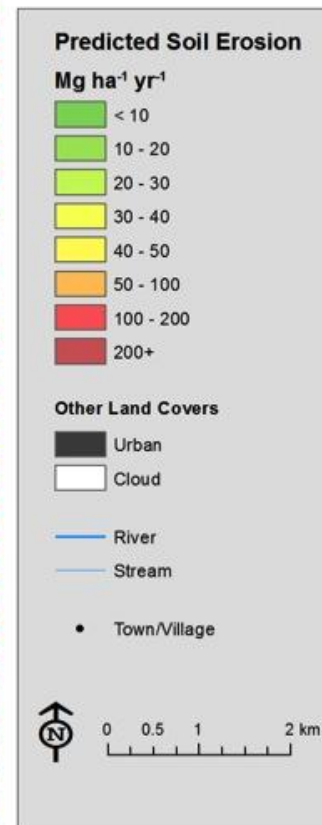 Predicted Soil Erosion
Mg ha⁻¹ yr⁻¹
< 10
10 - 20
20 - 30
30 - 40
40 - 50
50 - 100
100 - 200
200+
Other Land Covers
Urban
Cloud
River
Stream
Town/Village
N
0 0.5 1 2 km